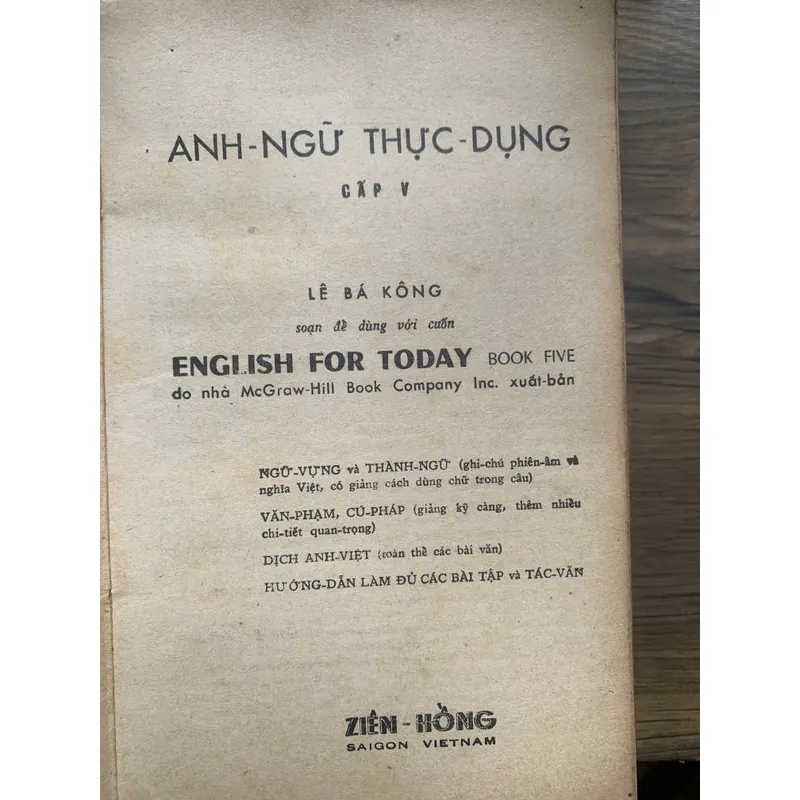 ANH-NGỮ THỰC-DỤNG
CẤP V
LÊ BÁ KÔNG
soạn để dùng với cuốn
ENGLISH FOR TODAY BOOK FIVE
do nhà McGraw-Hill Book Company Inc. xuất-bản
NGỮ-VỰNG và THÀNH-NGỮ (ghi-chú phiên-âm và
nghĩa Việt, có giảng cách dùng chữ trong câu)
VĂN-PHẠM, CÚ-PHÁP (giảng kỹ càng, thêm nhiều
chi-tiết quan-trọng)
DỊCH ANH-VIỆT (toàn thể các bài văn)
HƯỚNG-DẪN LÀM ĐỦ CÁC BÀI TẬP và TÁC-VĂN
ZIÊN-HỒNG
SAIGON VIETNAM